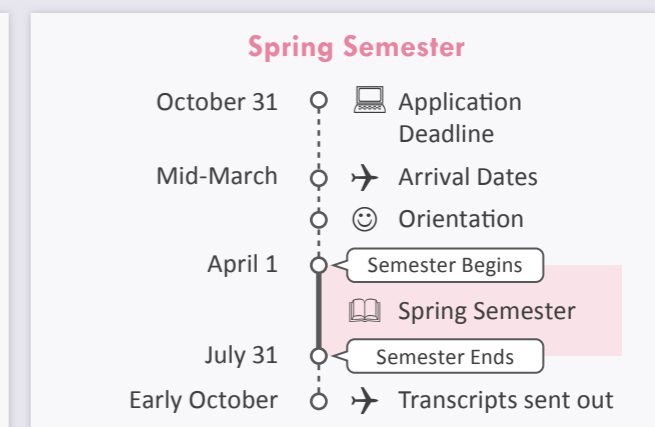 Spring Semester
October 31
Application
Deadline
Mid-March
Arrival Dates
Orientation
April 1
Semester Begins
Spring Semester
July 31
Semester Ends
Early October
Transcripts sent out